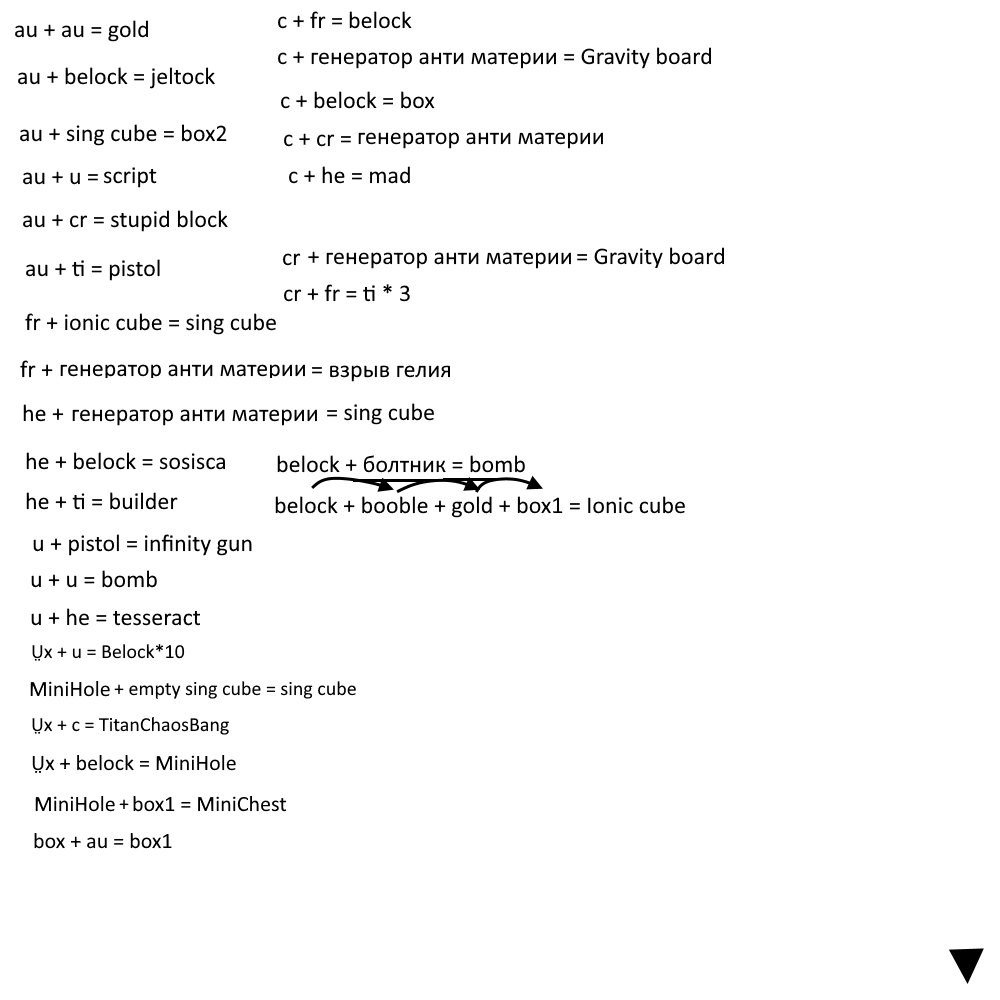 au + au = gold
au + belock = jeltock
au + sing cube = box2
au + u = script
au + cr = stupid block
au + ti = pistol
fr + ionic cube = sing cube
fr + генератор анти материи = взрыв гелия
he + генератор анти материи = sing cube
he + belock = sosisca
he + ti = builder
u + pistol = infinity gun
u + u = bomb
u + he = tesseract
Ṳx + u = Belock*10
MiniHole + empty sing cube = sing cube
Ṳx + c = TitanChaosBang
Ṳx + belock = MiniHole
MiniHole + box1 = MiniChest
box + au = box1
c + fr = belock
c + генератор анти материи = Gravity board
c + belock = box
c + cr = генератор анти материи
c + he = mad
cr + генератор анти материи = Gravity board
cr + fr = ti * 3
belock + болтник = bomb
belock + booble + gold + box1 = Ionic cube